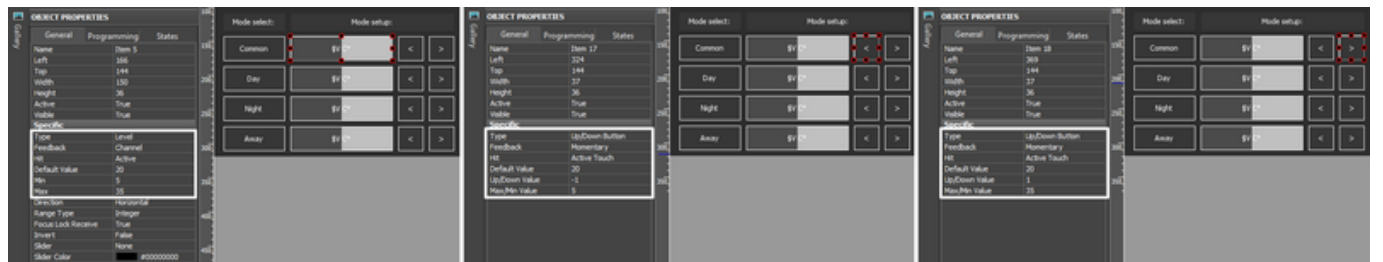 OBJECT PROPERTIES
Gallery
General Programming States
Name Item 5
Left 166
Top 144
Width 150
Height 36
Active True
Visible True
Specific
Type Level
Feedback Channel
Hit Active
Default Value 20
Min 5
Max 35
Direction Horizontal
Range Type Integer
Focus Lock Receive True
Invert False
Slider None
Slider Color #00000000
Mode select: Mode setup:
Common $V C° < >
Day $V C° < >
Night $V C° < >
Away $V C° < >
OBJECT PROPERTIES
Gallery
General Programming States
Name Item 17
Left 324
Top 144
Width 37
Height 36
Active True
Visible True
Specific
Type Up/Down Button
Feedback Momentary
Hit Active Touch
Default Value 20
Up/Down Value -1
Max/Min Value 5
Mode select: Mode setup:
Common $V C° < >
Day $V C° < >
Night $V C° < >
Away $V C° < >
OBJECT PROPERTIES
Gallery
General Programming States
Name Item 18
Left 369
Top 144
Width 37
Height 36
Active True
Visible True
Specific
Type Up/Down Button
Feedback Momentary
Hit Active Touch
Default Value 20
Up/Down Value 1
Max/Min Value 35
Mode select: Mode setup:
Common $V C° < >
Day $V C° < >
Night $V C° < >
Away $V C° < >